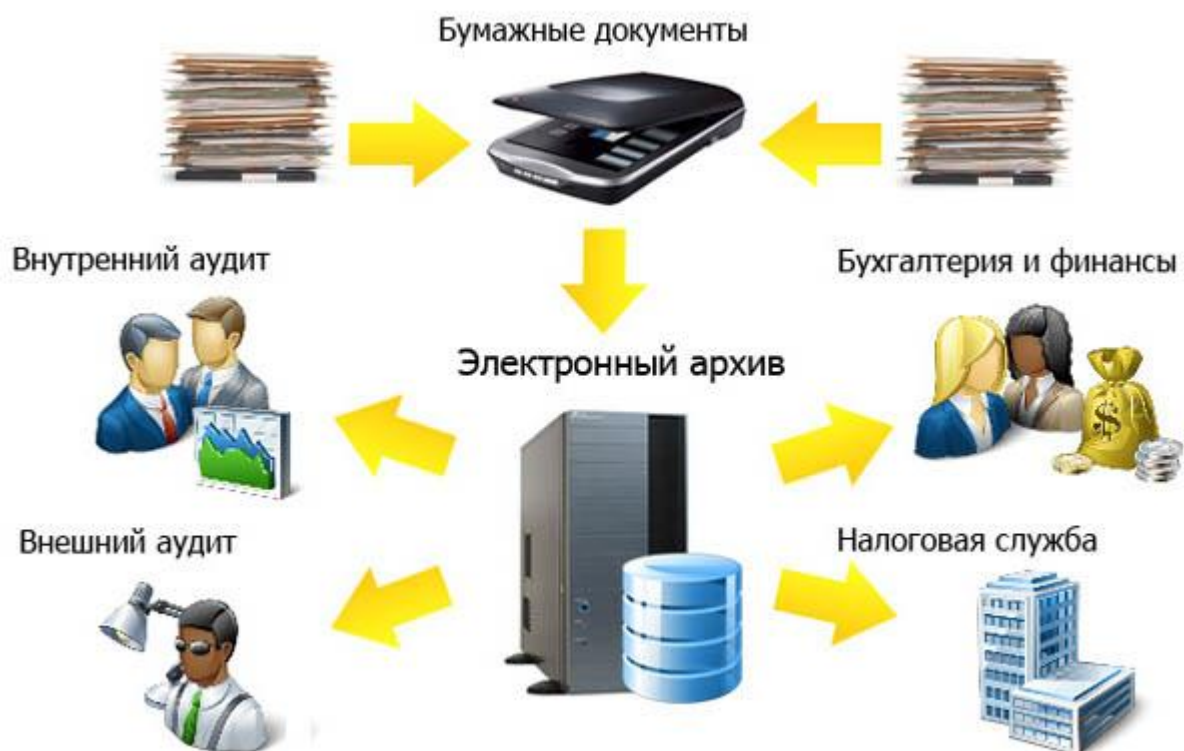 Бумажные документы
Внутренний аудит
Бухгалтерия и финансы
Электронный архив
Внешний аудит
Налоговая служба